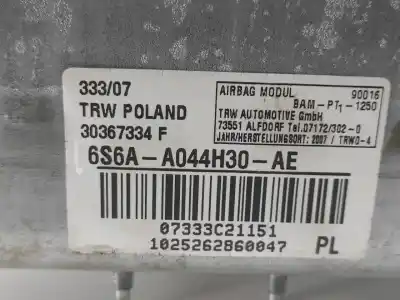 333/07
TRW POLAND
30367334 F
AIRBAG MODUL 90016
BAM-PT1-1250
TRW AUTOMOTIVE GMBH
73551 ALFDORF Tel.07172/302-0
JAHR/HERSTELLUNGSORT: 2007 / TRWO-4
6S6A-A044H30-AE
07333C21151
1025262860047
PL